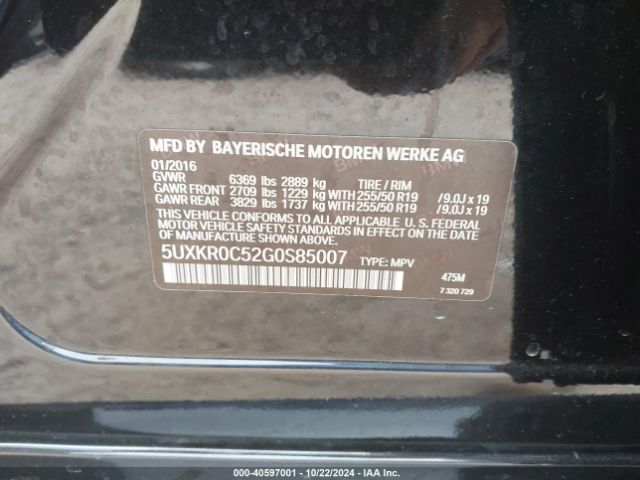 MFD BY BAYERISCHE MOTOREN WERKE AG
01/2016
GVWR 6369 lbs 2889 kg TIRE / RIM
GAWR FRONT 2709 lbs 1229 kg WITH 255/50 R19 /9.0J x 19
GAWR REAR 3829 lbs 1737 kg WITH 255/50 R19 /9.0J x 19
THIS VEHICLE CONFORMS TO ALL APPLICABLE U. S. FEDERAL
MOTOR VEHICLE SAFETY STANDARDS
IN EFFECT ON THE DATE OF MANUFACTURE SHOWN ABOVE.
5UXKR0C52G0S85007 TYPE: MPV
475M
7 320 729
000-40597001 - 10/22/2024 - IAA Inc.